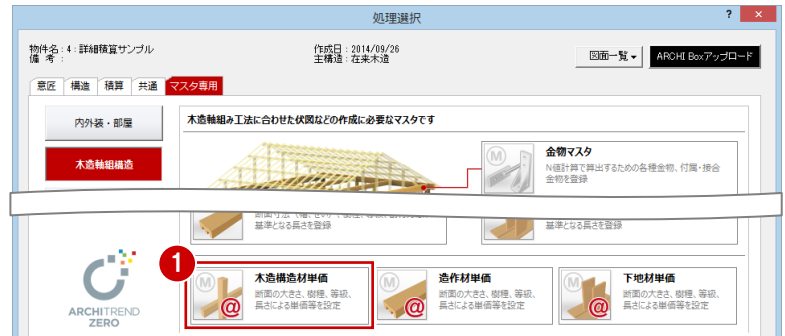 処理選択
? ×
物件名：4：詳細積算サンプル
作成日：2014/09/26
備 考 ：
主構造：在来木造
図面一覧
ARCHI Boxアップロード
意匠 構造 積算 共通 マスタ専用
内外装・部屋
木造軸組構造
木造軸組み工法に合わせた伏図などの作成に必要なマスタです
金物マスタ
N値計算で算出するための各種金物、付属・接合
金物を登録
基準となる長さを登録
基準となる長さを登録
1
木造構造材単価
断面の大きさ、樹種、等級、
長さによる単価等を設定
造作材単価
断面の大きさ、樹種、等級、
長さによる単価等を設定
下地材単価
断面の大きさ、樹種、等級、
長さによる単価等を設定
ARCHITREND
ZERO